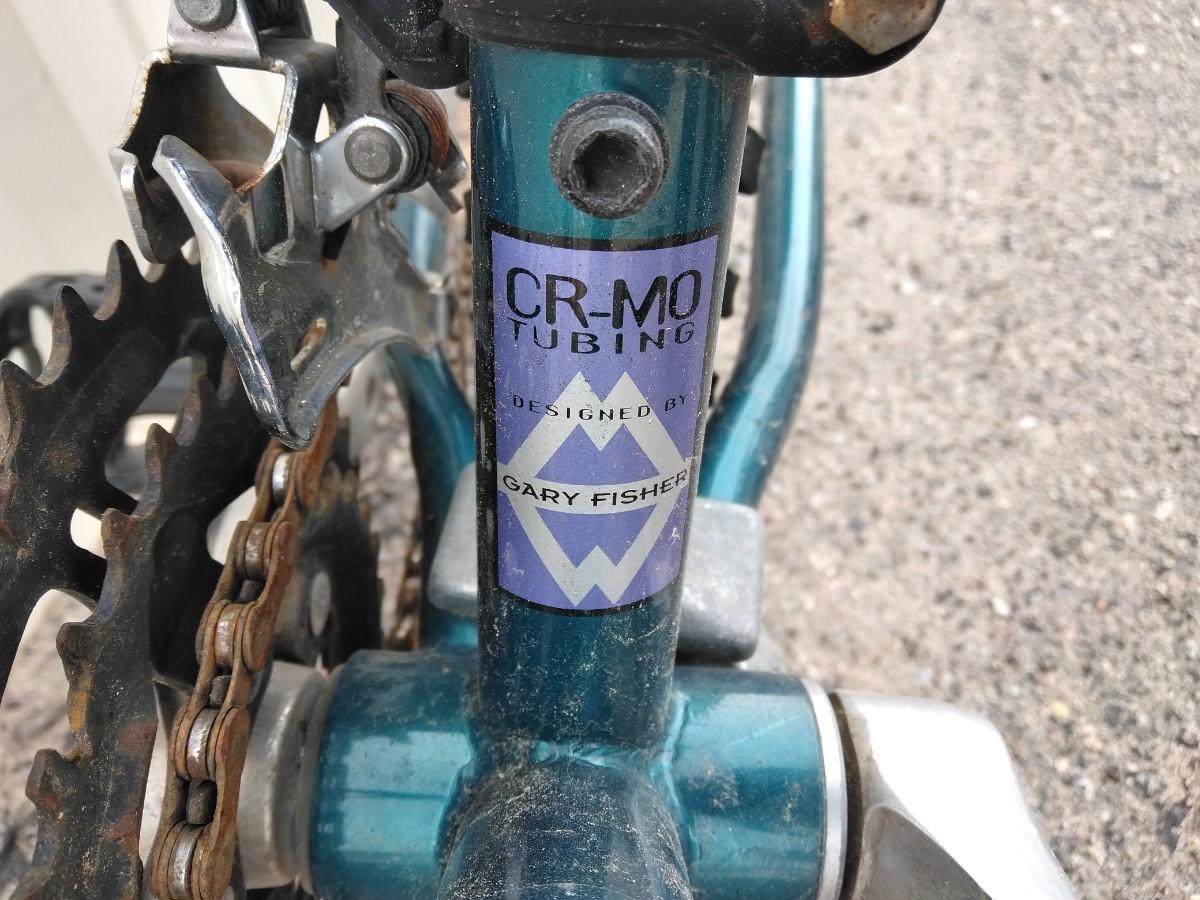 CR-MO
TUBING
DESIGNED BY
GARY FISHER